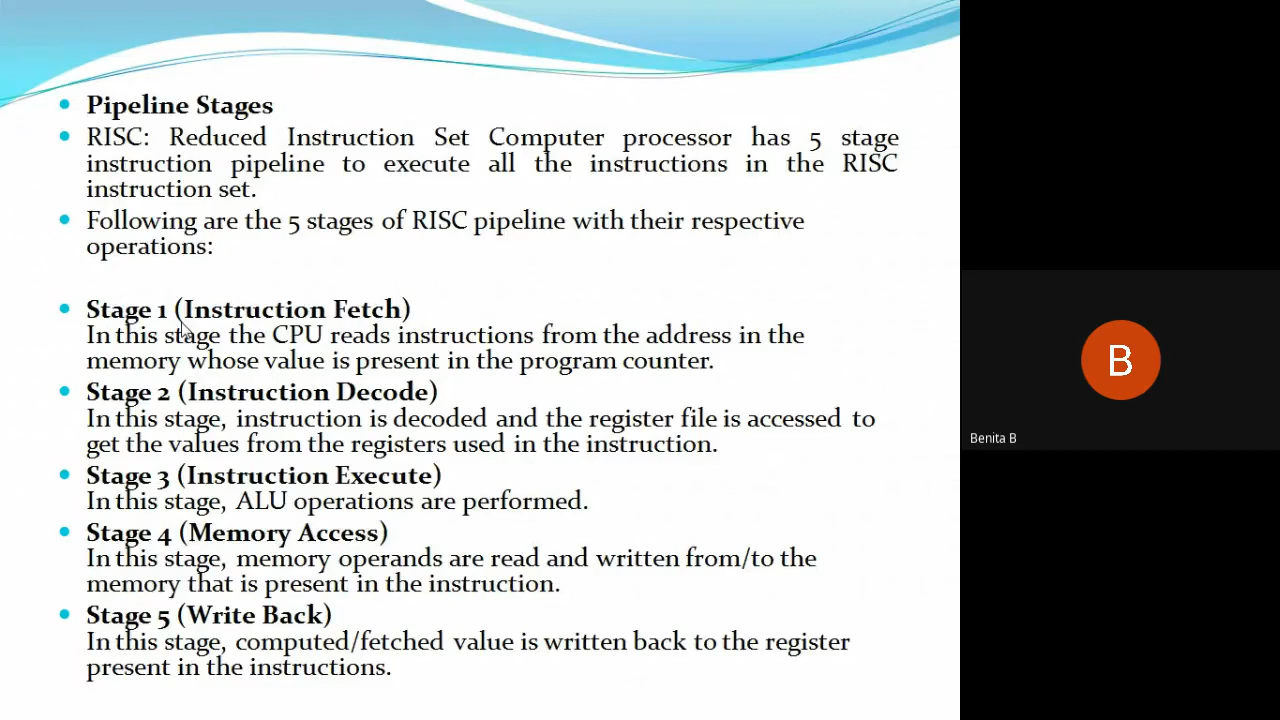 Pipeline Stages
RISC: Reduced Instruction Set Computer processor has 5 stage
instruction pipeline to execute all the instructions in the RISC
instruction set.
Following are the 5 stages of RISC pipeline with their respective
operations:
Stage 1 (Instruction Fetch)
In this stage the CPU reads instructions from the address in the
memory whose value is present in the program counter.
Stage 2 (Instruction Decode)
In this stage, instruction is decoded and the register file is accessed to
get the values from the registers used in the instruction.
Stage 3 (Instruction Execute)
In this stage, ALU operations are performed.
Stage 4 (Memory Access)
In this stage, memory operands are read and written from/to the
memory that is present in the instruction.
Stage 5 (Write Back)
In this stage, computed/fetched value is written back to the register
present in the instructions.
B
Benita B